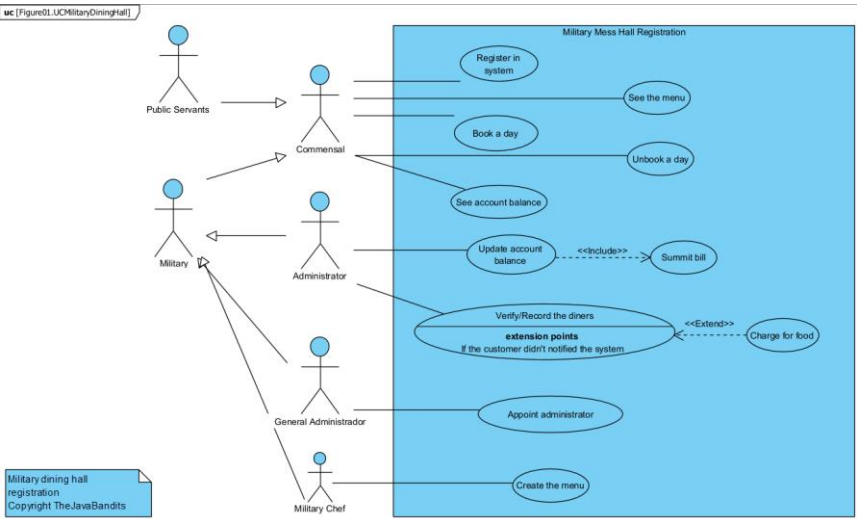 uc [Figure01.UCMilitaryDiningHall]
Military Mess Hall Registration
Public Servants
Commensal
Register in
system
See the menu
Book a day
Unbook a day
See account balance
Military
Administrator
Update account
balance
<<Include>>
Summit bill
Verify/Record the diners
extension points
If the customer didn't notified the system
<<Extend>>
Charge for food
General Administrador
Appoint administrator
Military Chef
Create the menu
Military dining hall
registration
Copyright TheJavaBandits